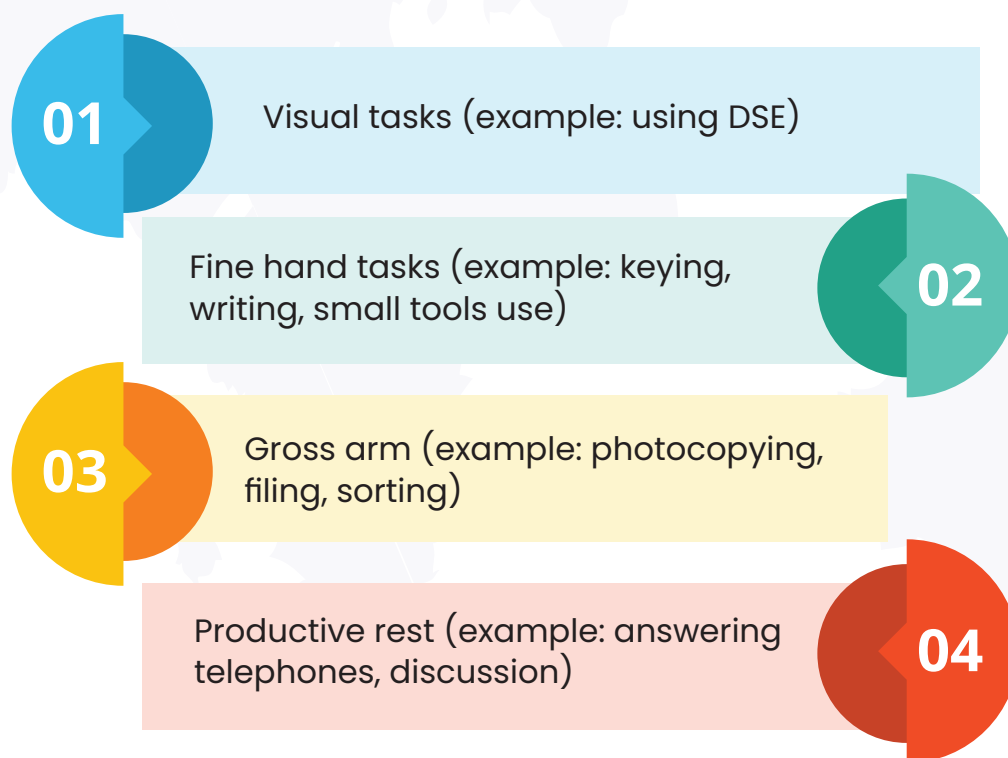 01
Visual tasks (example: using DSE)
Fine hand tasks (example: keying,
writing, small tools use)
02
03
Gross arm (example: photocopying,
filing, sorting)
Productive rest (example: answering
telephones, discussion)
04